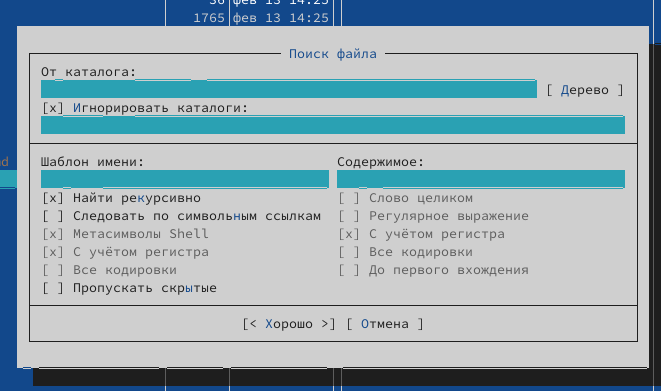 1765 фев 13 14:25
Поиск файла
От каталога:
[ Дерево ]
[x] Игнорировать каталоги:
Шаблон имени: Содержимое:
[x] Найти рекурсивно [ ] Слово целиком
[ ] Следовать по символьным ссылкам [ ] Регулярное выражение
[x] Метасимволы Shell [x] С учётом регистра
[x] С учётом регистра [ ] Все кодировки
[ ] Все кодировки [ ] До первого вхождения
[ ] Пропускать скрытые
[< Хорошо >] [ Отмена ]